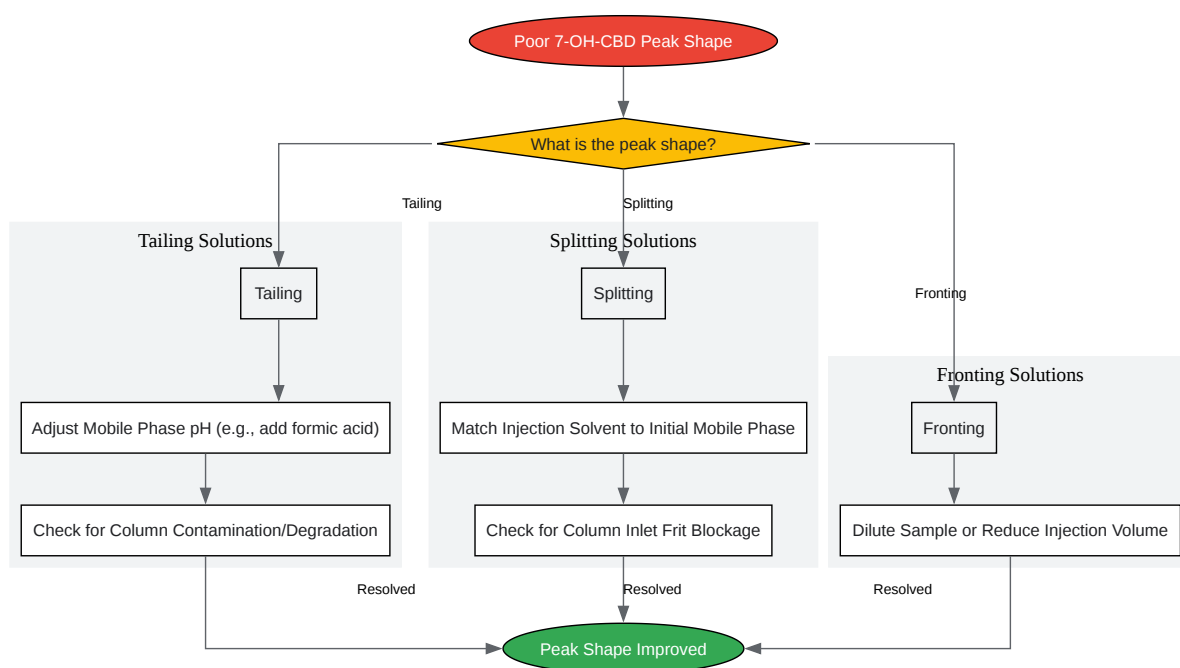 Poor 7-OH-CBD Peak Shape
What is the peak shape?
Tailing
Splitting
Tailing Solutions
Splitting Solutions
Tailing
Splitting
Fronting
Fronting Solutions
Adjust Mobile Phase pH (e.g., add formic acid)
Match Injection Solvent to Initial Mobile Phase
Fronting
Check for Column Contamination/Degradation
Check for Column Inlet Frit Blockage
Dilute Sample or Reduce Injection Volume
Resolved
Resolved
Resolved
Peak Shape Improved